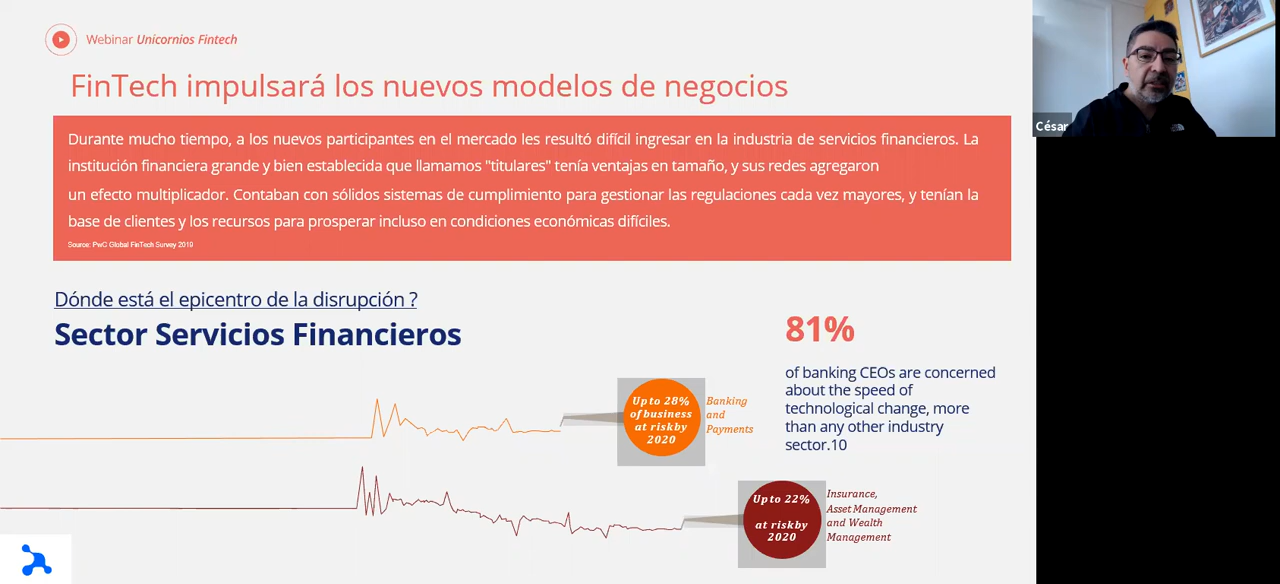 Webinar Unicornios Fintech
FinTech impulsará los nuevos modelos de negocios
Durante mucho tiempo, a los nuevos participantes en el mercado les resultó difícil ingresar en la industria de servicios financieros. La
institución financiera grande y bien establecida que llamamos "titulares" tenía ventajas en tamaño, y sus redes agregaron
un efecto multiplicador. Contaban con sólidos sistemas de cumplimiento para gestionar las regulaciones cada vez mayores, y tenían la
base de clientes y los recursos para prosperar incluso en condiciones económicas difíciles.
Source: PwC Global FinTech Survey 2019
Dónde está el epicentro de la disrupción ?
Sector Servicios Financieros
81%
of banking CEOs are concerned
about the speed of
technological change, more
than any other industry
sector.10
Up to 28%
of business
at risk by
2020
Banking
and
Payments
Up to 22%
at risk by
2020
Insurance,
Asset Management
and Wealth
Management
César